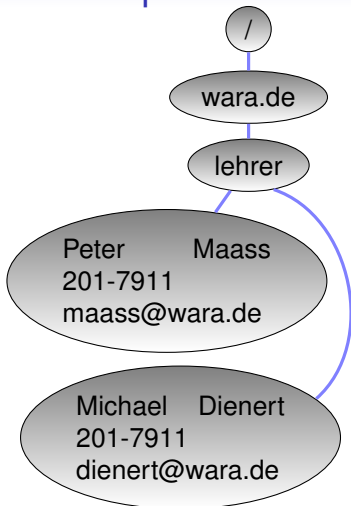 /
wara.de
lehrer
Peter Maass
201-7911
maass@wara.de
Michael Dienert
201-7911
dienert@wara.de